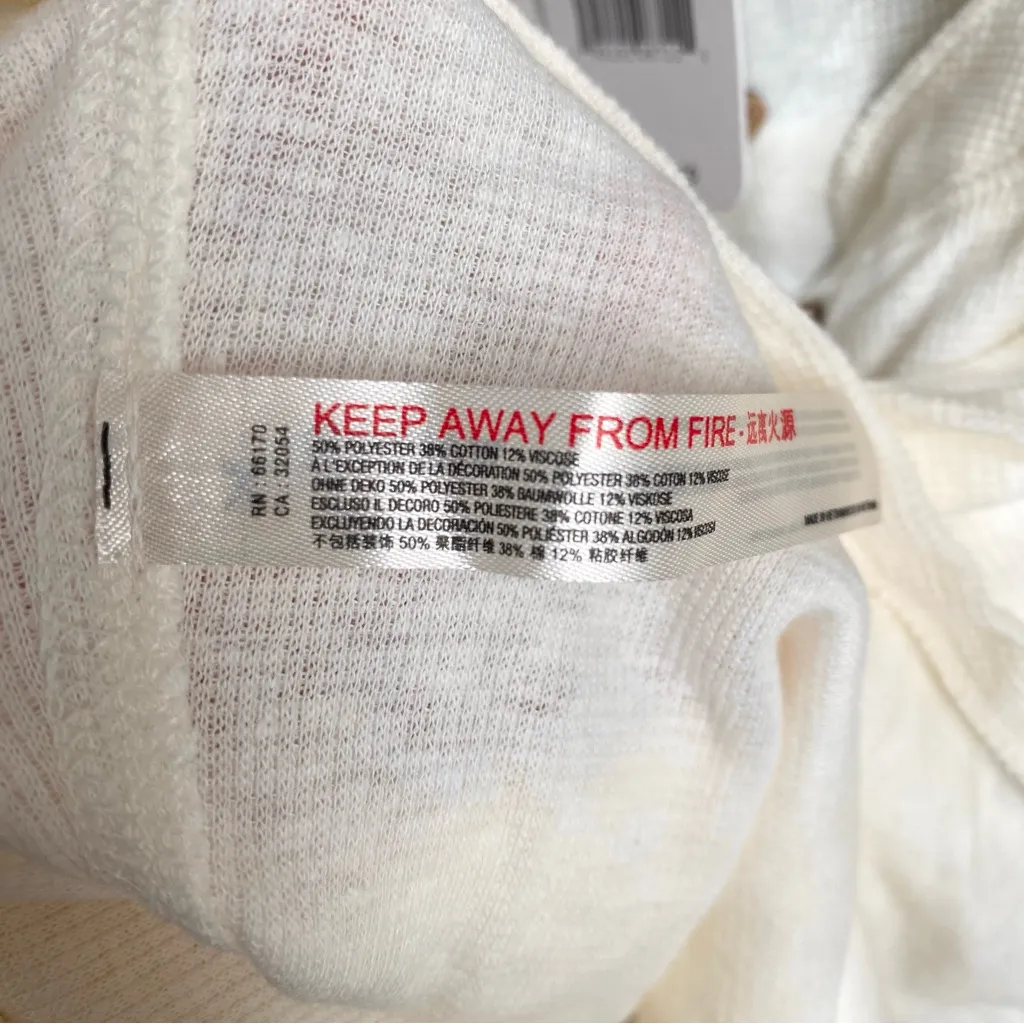 RN : 66170
CA 32054
KEEP AWAY FROM FIRE - 远离火源
50% POLYESTER 38% COTTON 12% VISCOSE
À L'EXCEPTION DE LA DÉCORATION 50% POLYESTER 38% COTON 12% VISCOSE
OHNE DEKO 50% POLYESTER 38% BAUMWOLLE 12% VISKOSE
ESCLUSO IL DECORO 50% POLIESTERE 38% COTONE 12% VISCOSA
EXCLUYENDO LA DECORACIÓN 50% POLIÉSTER 38% ALGODÓN 12% VISCOSA
不包括装饰 50% 聚酯纤维 38% 棉 12% 粘胶纤维